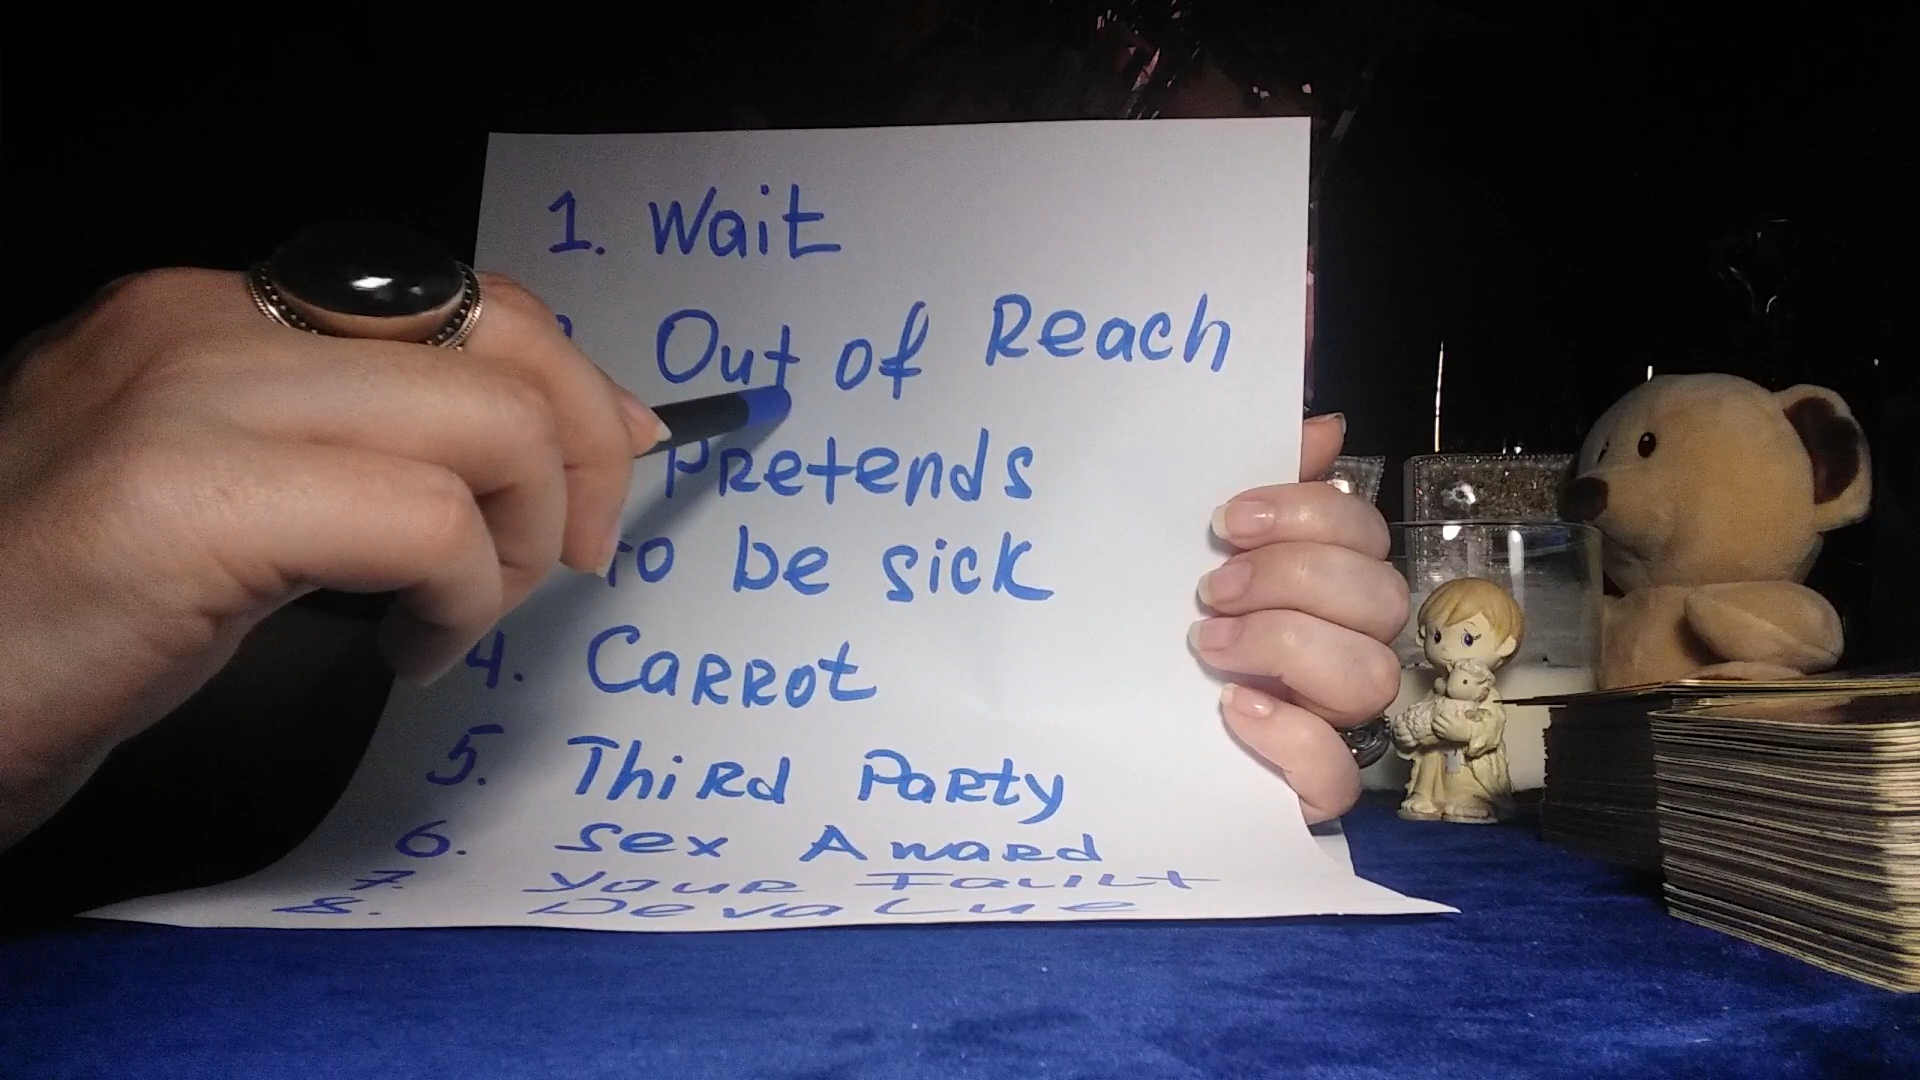 1. Wait
Out of Reach
Pretends
to be sick
4. Carrot
5. Third Party
6. Sex Award
7. Your Fault
8. Devalue